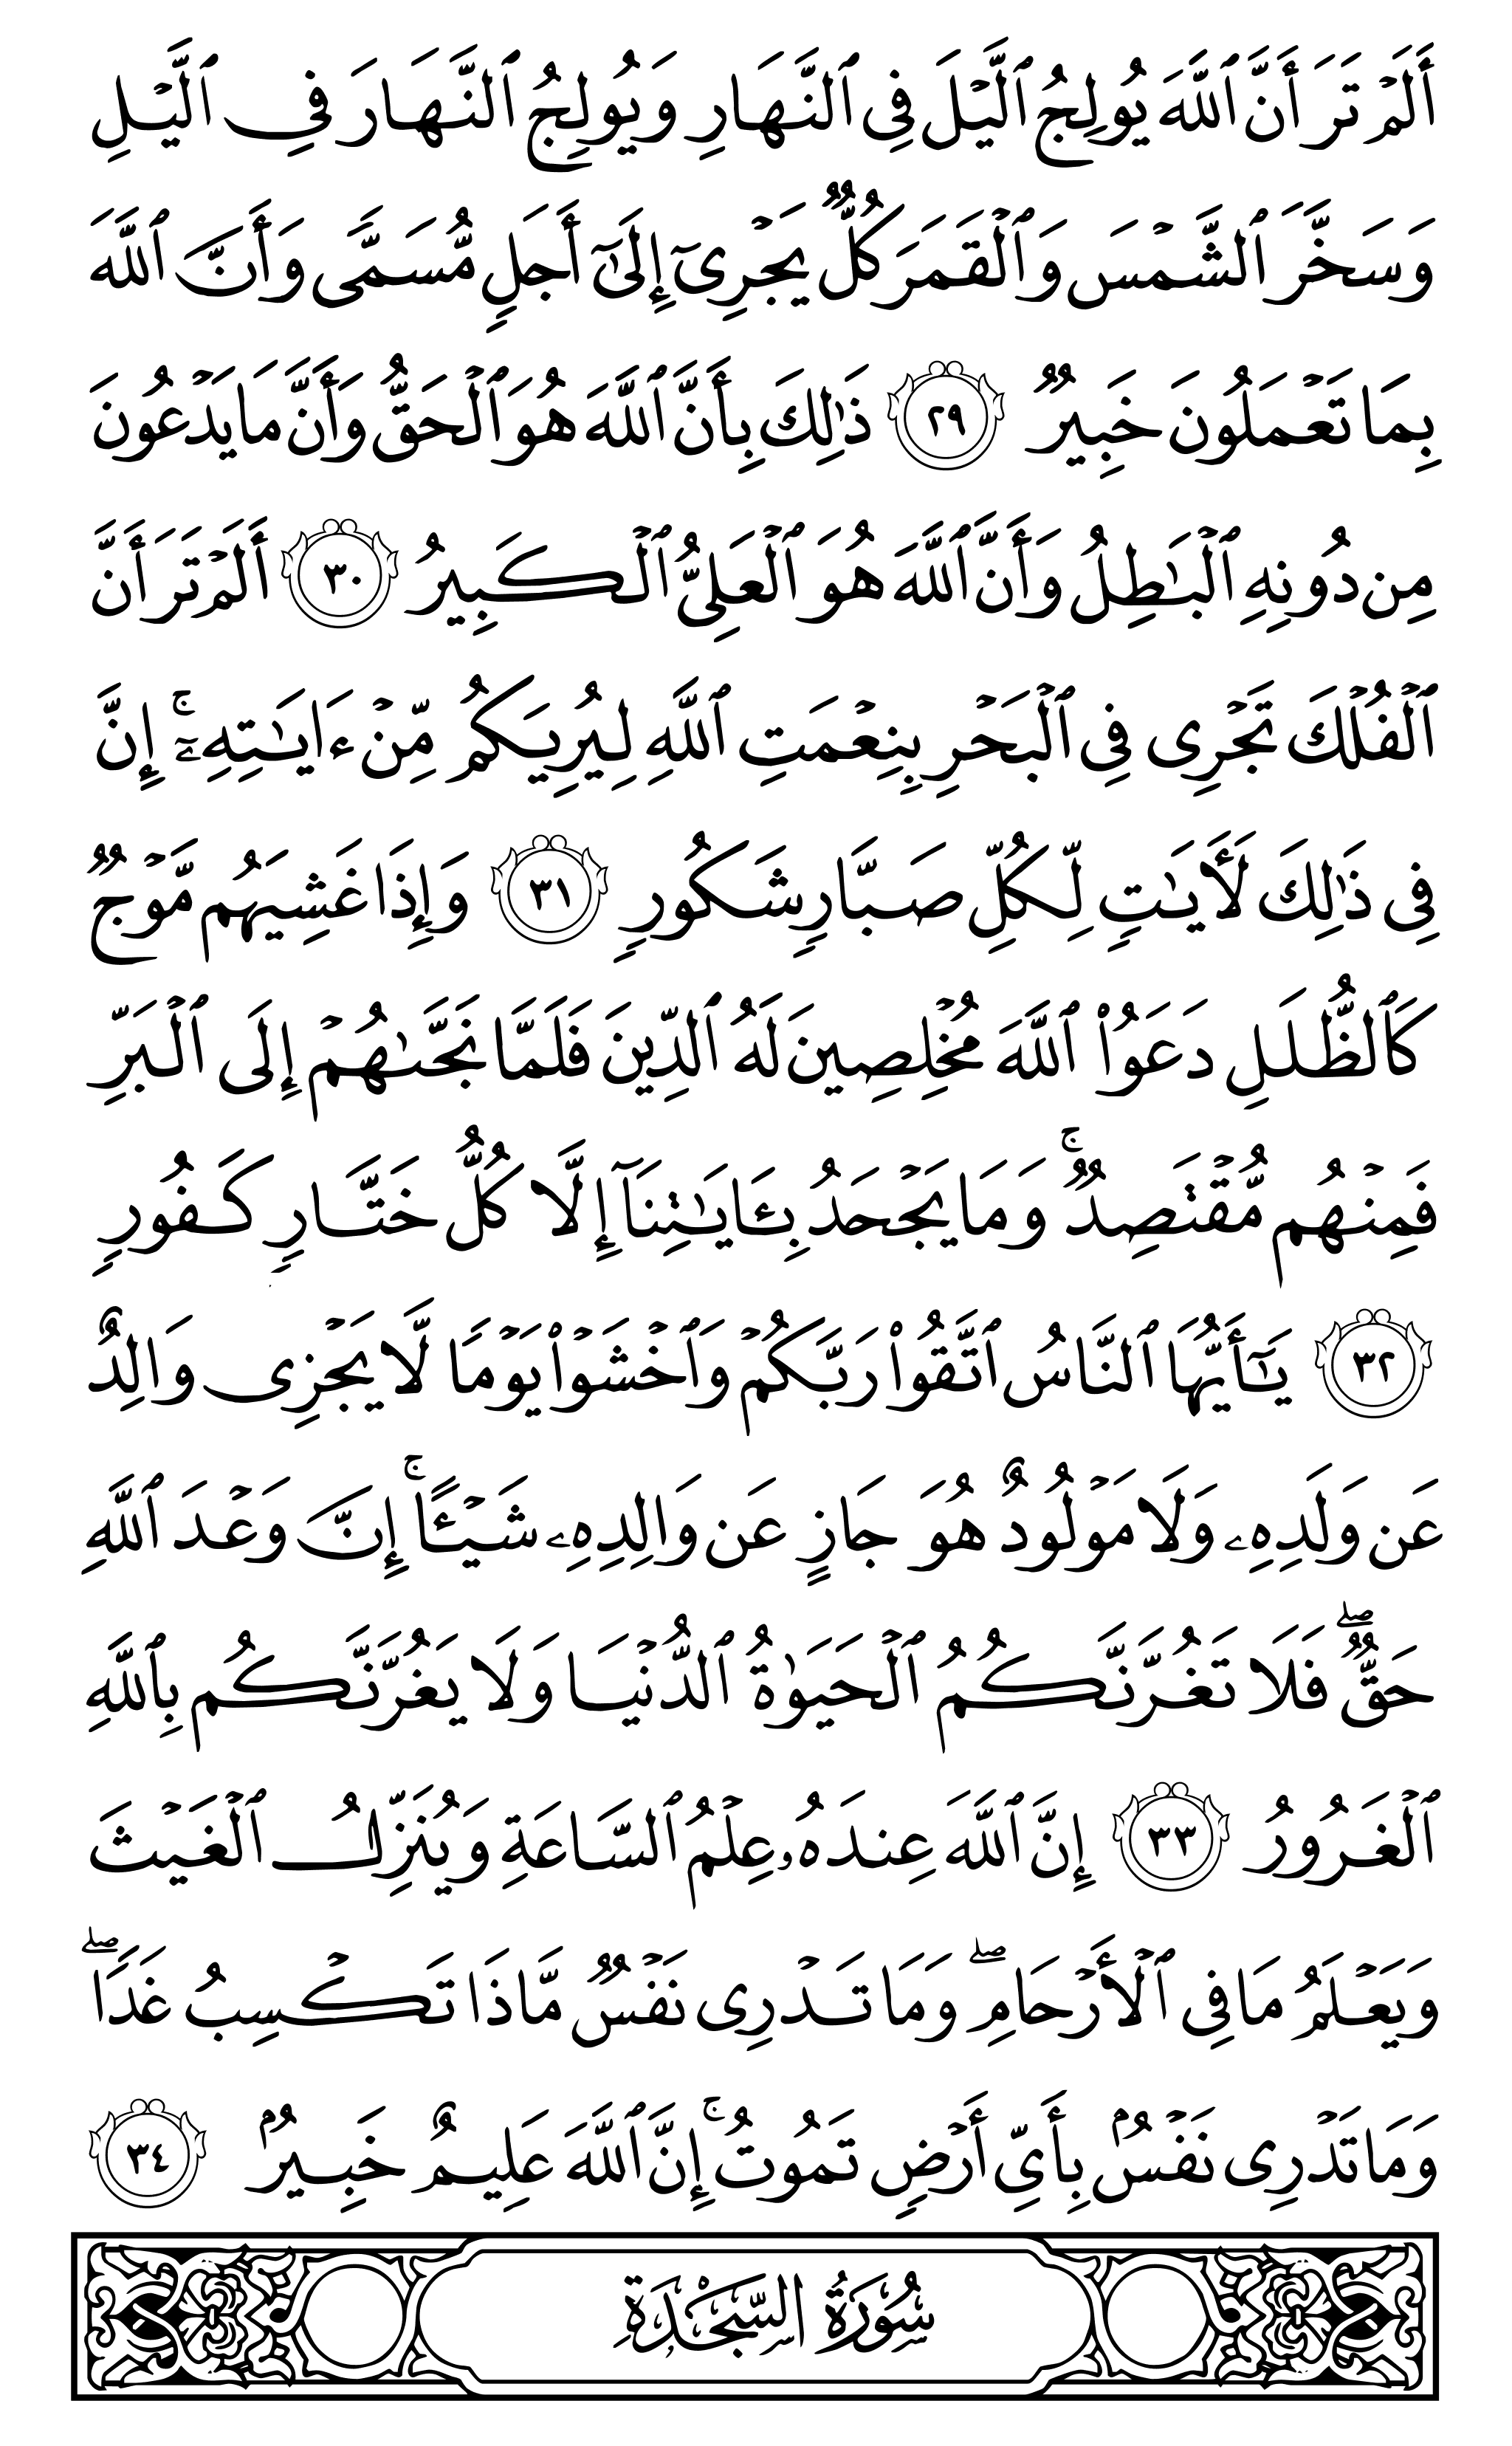 أَلَمۡ تَرَ أَنَّ ٱللَّهَ يُولِجُ ٱلَّيۡلَ فِي ٱلنَّهَارِ وَيُولِجُ ٱلنَّهَارَ فِي ٱلَّيۡلِ
وَسَخَّرَ ٱلشَّمۡسَ وَٱلۡقَمَرَ كُلّٞ يَجۡرِيٓ إِلَىٰٓ أَجَلٖ مُّسَمّٗى وَأَنَّ ٱللَّهَ
بِمَا تَعۡمَلُونَ خَبِيرٞ ٢٩ ذَٰلِكَ بِأَنَّ ٱللَّهَ هُوَ ٱلۡحَقُّ وَأَنَّ مَا يَدۡعُونَ
مِن دُونِهِ ٱلۡبَٰطِلُ وَأَنَّ ٱللَّهَ هُوَ ٱلۡعَلِيُّ ٱلۡكَبِيرُ ٣٠ أَلَمۡ تَرَ أَنَّ
ٱلۡفُلۡكَ تَجۡرِي فِي ٱلۡبَحۡرِ بِنِعۡمَتِ ٱللَّهِ لِيُرِيَكُم مِّنۡ ءَايَٰتِهِۦٓۚ إِنَّ
فِي ذَٰلِكَ لَأٓيَٰتٖ لِّكُلِّ صَبَّارٖ شَكُورٖ ٣١ وَإِذَا غَشِيَهُم مَّوۡجٞ
كَٱلظُّلَلِ دَعَوُاْ ٱللَّهَ مُخۡلِصِينَ لَهُ ٱلدِّينَ فَلَمَّا نَجَّىٰهُمۡ إِلَى ٱلۡبَرِّ
فَمِنۡهُم مُّقۡتَصِدٞۚ وَمَا يَجۡحَدُ بِـَٔايَٰتِنَآ إِلَّا كُلُّ خَتَّارٖ كَفُورٖ
٣٢ يَٰٓأَيُّهَا ٱلنَّاسُ ٱتَّقُواْ رَبَّكُمۡ وَٱخۡشَوۡاْ يَوۡمٗا لَّا يَجۡزِي وَالِدٌ
عَن وَلَدِهِۦ وَلَا مَوۡلُودٌ هُوَ جَازٍ عَن وَالِدِهِۦ شَيۡـًٔاۚ إِنَّ وَعۡدَ ٱللَّهِ
حَقّٞۖ فَلَا تَغُرَّنَّكُمُ ٱلۡحَيَوٰةُ ٱلدُّنۡيَا وَلَا يَغُرَّنَّكُم بِٱللَّهِ
ٱلۡغَرُورُ ٣٣ إِنَّ ٱللَّهَ عِندَهُۥ عِلۡمُ ٱلسَّاعَةِ وَيُنَزِّلُ ٱلۡغَيۡثَ
وَيَعۡلَمُ مَا فِي ٱلۡأَرۡحَامِۖ وَمَا تَدۡرِي نَفۡسٞ مَّاذَا تَكۡسِبُ غَدٗاۖ
وَمَا تَدۡرِي نَفۡسُۢ بِأَيِّ أَرۡضٖ تَمُوتُۚ إِنَّ ٱللَّهَ عَلِيمٌ خَبِيرُۢ ٣٤
سُورَةُ السَّجۡدَةِ